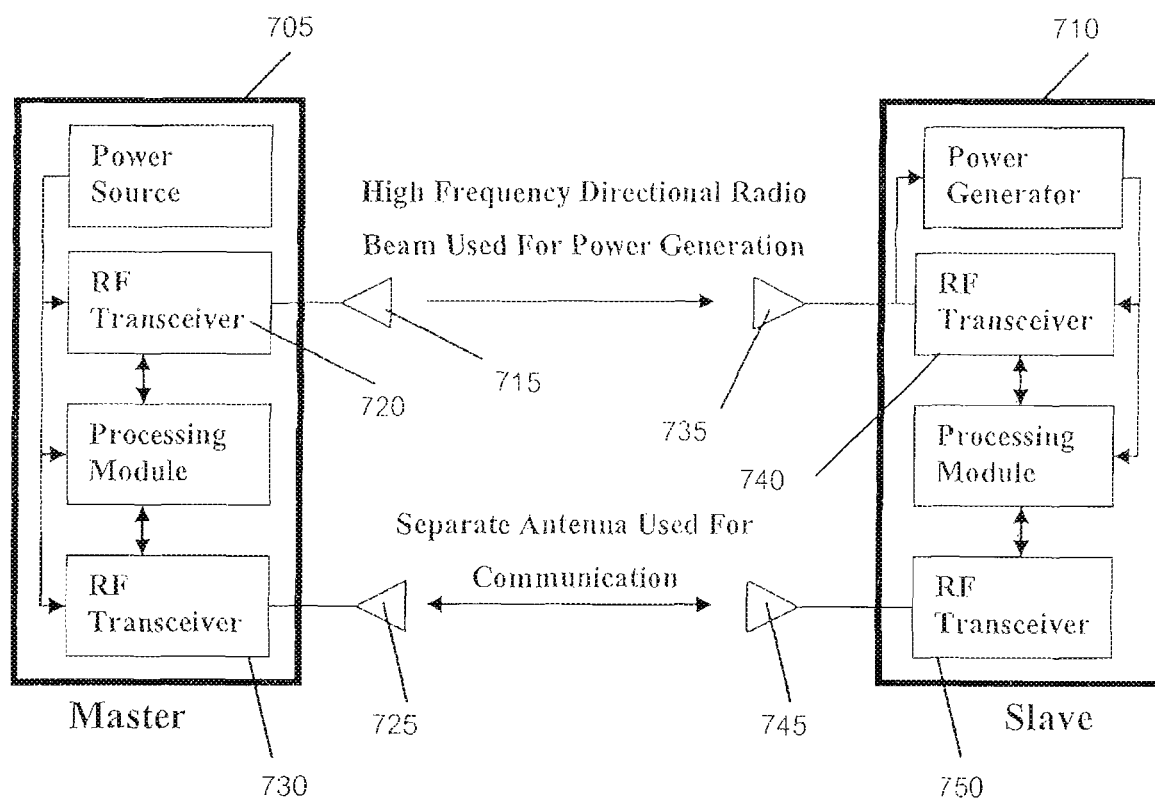 705
710
Power
Source
High Frequency Directional Radio
Beam Used For Power Generation
Power
Generator
RF
Transceiver
RF
Transceiver
715
720
735
740
Processing
Module
Processing
Module
Separate Antenna Used For
Communication
RF
Transceiver
RF
Transceiver
Master
725
745
Slave
730
750